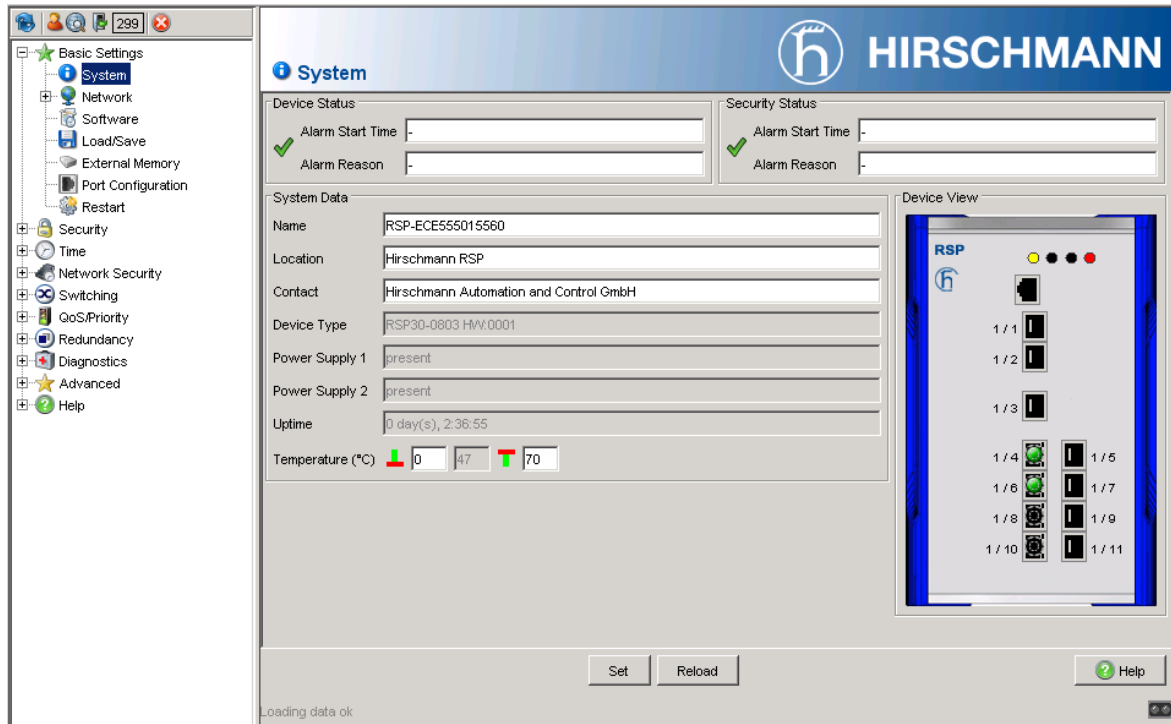 299
Basic Settings
System
Network
Software
Load/Save
External Memory
Port Configuration
Restart
Security
Time
Network Security
Switching
QoS/Priority
Redundancy
Diagnostics
Advanced
Help
System
HIRSCHMANN
Device Status
Alarm Start Time -
Alarm Reason -
Security Status
Alarm Start Time -
Alarm Reason -
System Data
Name RSP-ECE555015560
Location Hirschmann RSP
Contact Hirschmann Automation and Control GmbH
Device Type RSP30-0803 HW:0001
Power Supply 1 present
Power Supply 2 present
Uptime 0 day(s), 2:36:55
Temperature (°C) 0 47 70
Device View
RSP
1 / 1
1 / 2
1 / 3
1 / 4 1 / 5
1 / 6 1 / 7
1 / 8 1 / 9
1 / 10 1 / 11
Set Reload Help
Loading data ok